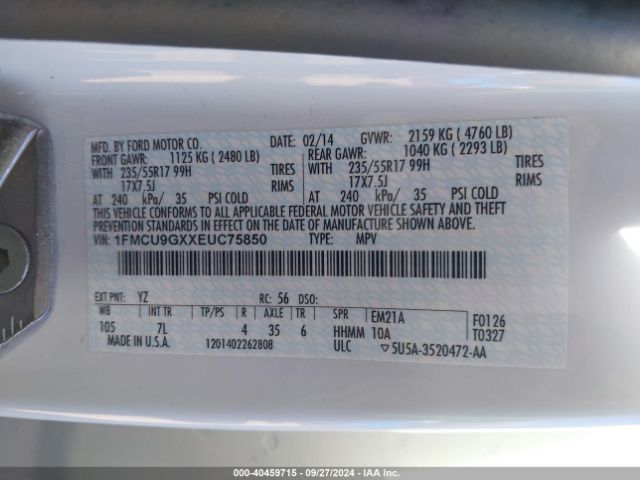 MFD. BY FORD MOTOR CO. DATE: 02/14 GVWR: 2159 KG ( 4760 LB)
FRONT GAWR: 1125 KG ( 2480 LB) REAR GAWR: 1040 KG ( 2293 LB)
WITH 235/55R17 99H TIRES WITH 235/55R17 99H TIRES
17X7.5J RIMS 17X7.5J RIMS
AT 240 kPa/ 35 PSI COLD AT 240 kPa/ 35 PSI COLD
THIS VEHICLE CONFORMS TO ALL APPLICABLE FEDERAL MOTOR VEHICLE SAFETY AND THEFT
PREVENTION STANDARDS IN EFFECT ON THE DATE OF MANUFACTURE SHOWN ABOVE.
VIN: 1FMCU9GXXEUC75850 TYPE: MPV
EXT PNT: YZ RC: 56 DSO:
WB INT TR TP/PS R AXLE TR SPR EM21A F0126
105 7L 4 35 6 HHMM 10A T0327
MADE IN U.S.A. 1201402262808 ULC ▽5U5A-3520472-AA
000-40459715 - 09/27/2024 - IAA Inc.